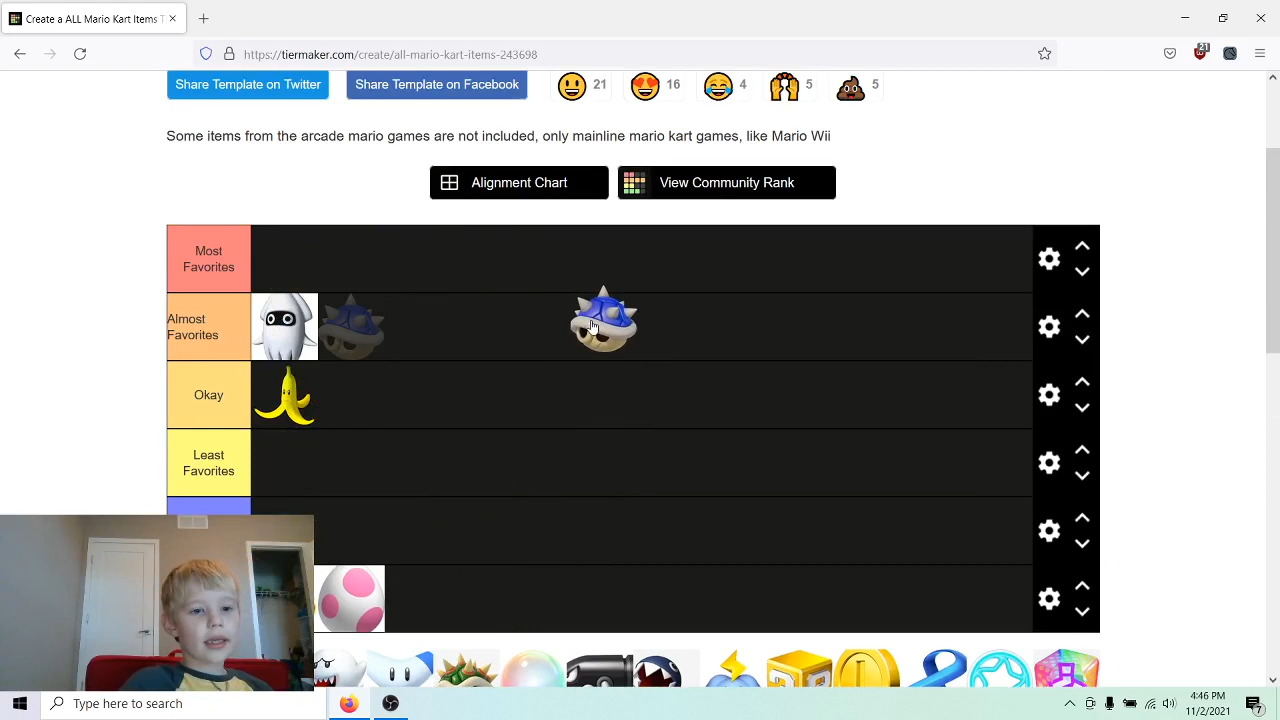 Create a ALL Mario Kart Items T
https://tiermaker.com/create/all-mario-kart-items-243698
21
Share Template on Twitter
Share Template on Facebook
21
16
4
5
5
Some items from the arcade mario games are not included, only mainline mario kart games, like Mario Wii
Alignment Chart
View Community Rank
Most
Favorites
Almost
Favorites
Okay
Least
Favorites
Type here to search
4:46 PM
11/2/2021
7